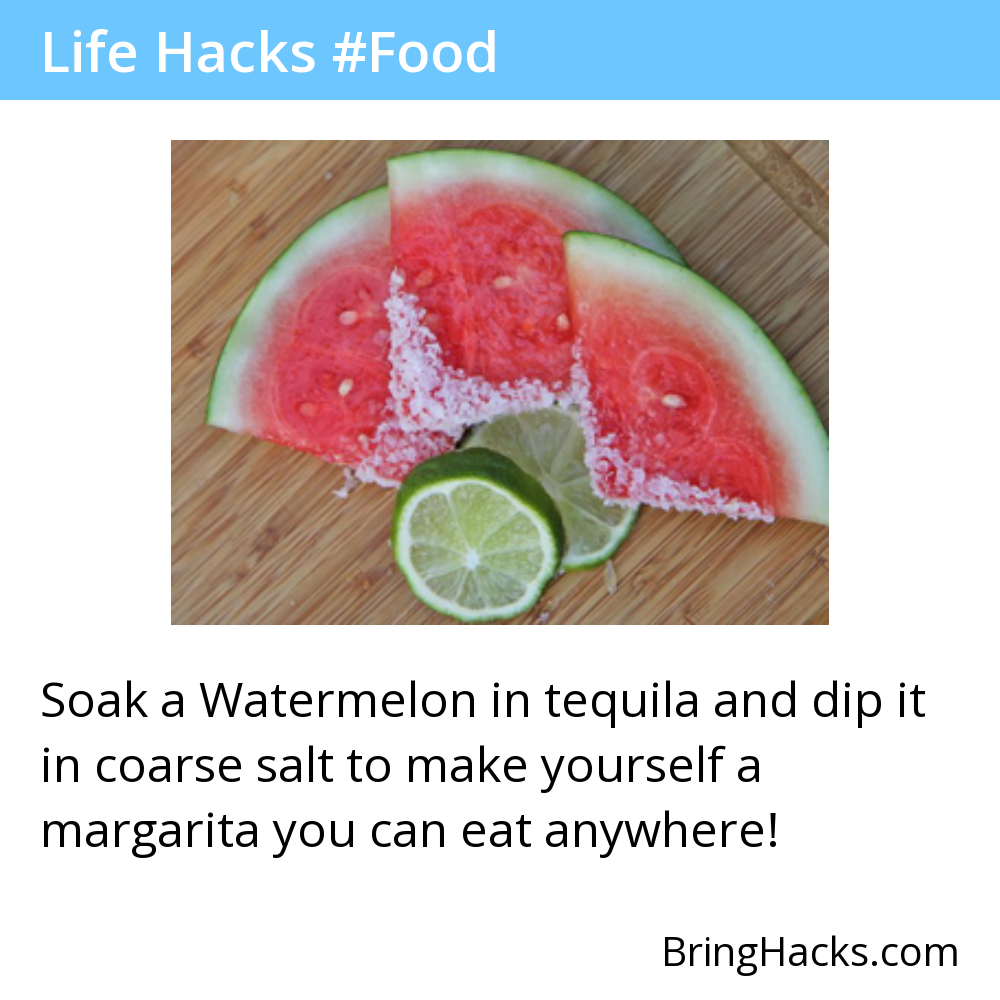 Life Hacks #Food
Soak a Watermelon in tequila and dip it
in coarse salt to make yourself a
margarita you can eat anywhere!
BringHacks.com